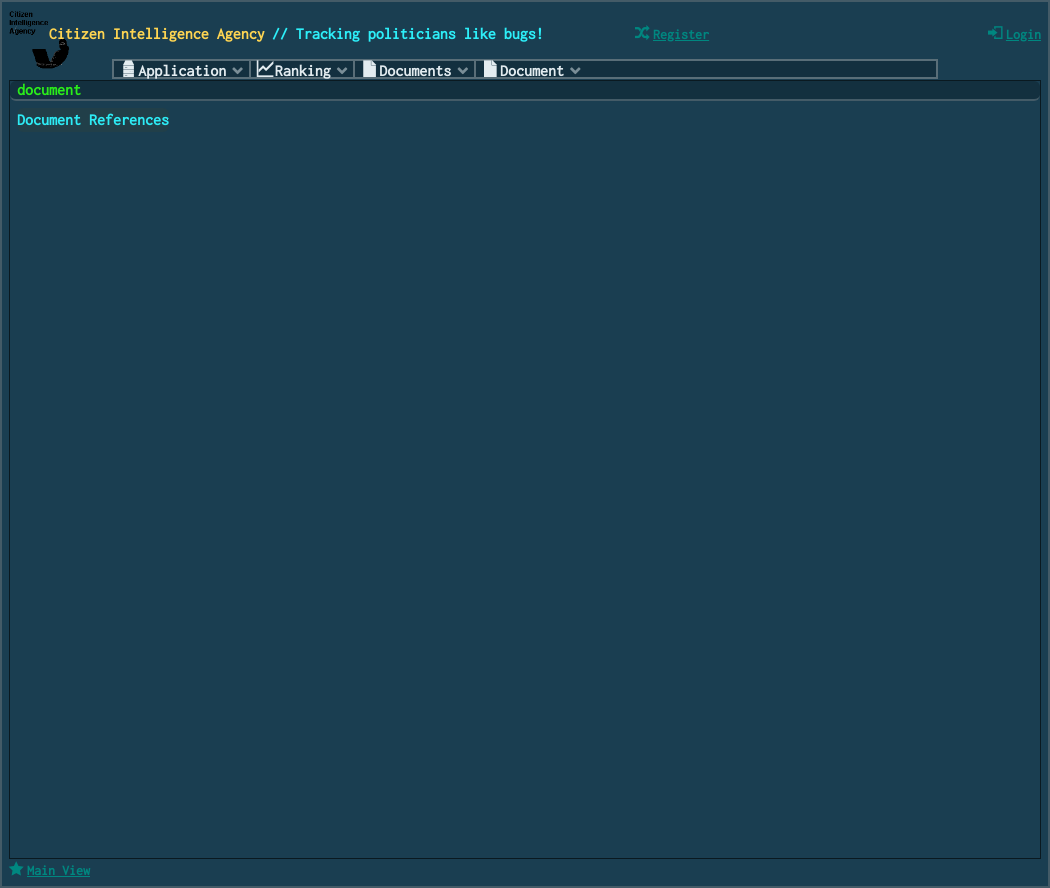 Citizen
Intelligence
Agency
Citizen Intelligence Agency // Tracking politicians like bugs!
Register
Login
Application
Ranking
Documents
Document
document
Document References
Main View